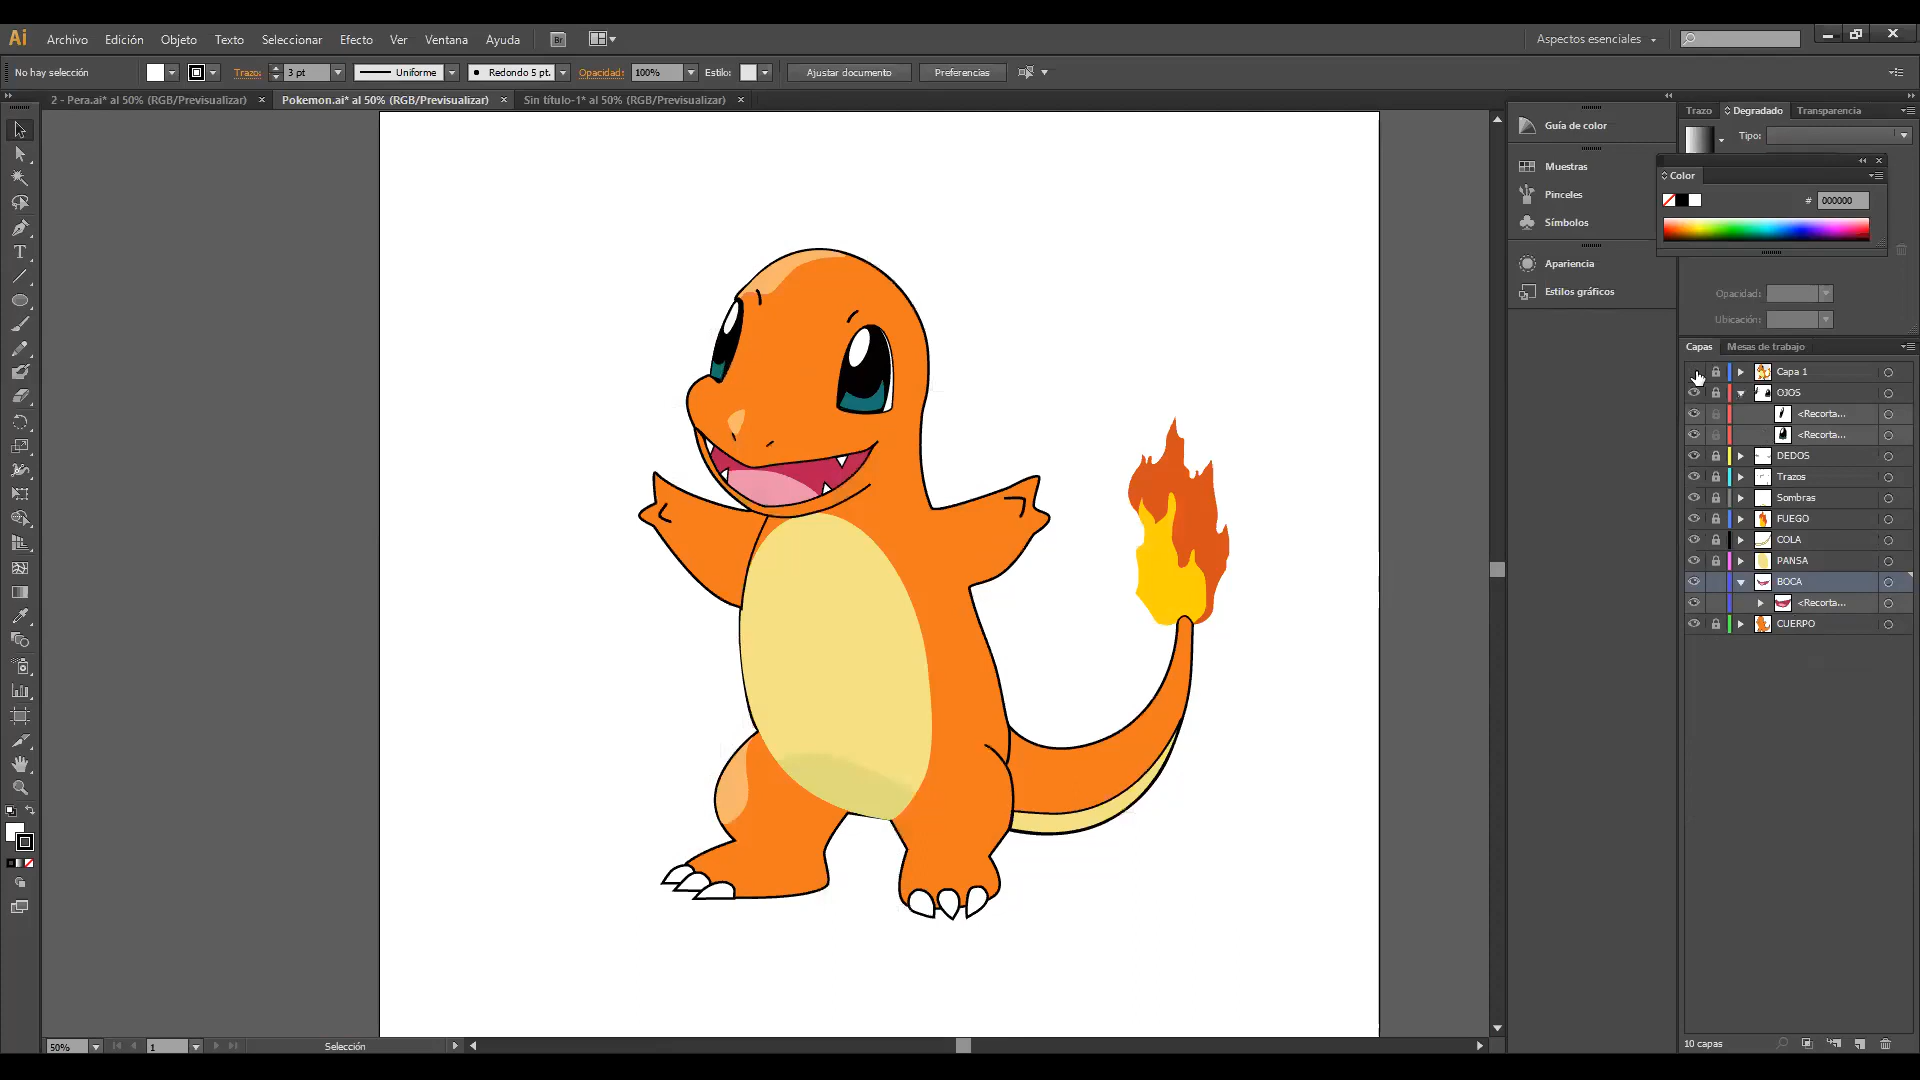 Ai Archivo Edición Objeto Texto Seleccionar Efecto Ver Ventana Ayuda Br Aspectos esenciales
No hay selección Trazo: 3 pt Uniforme Redondo 5 pt. Opacidad: 100% Estilo: Ajustar documento Preferencias
2 - Pera.ai* al 50% (RGB/Previsualizar) Pokemon.ai* al 50% (RGB/Previsualizar) Sin título-1* al 50% (RGB/Previsualizar)
Trazo Degradado Transparencia
Tipo:
Guía de color
Muestras
Pinceles
Símbolos
Apariencia
Estilos gráficos
Color
# 000000
Opacidad:
Ubicación:
Capas Mesas de trabajo
Capa 1
OJOS
<Recorta...
<Recorta...
DEDOS
Trazos
Sombras
FUEGO
COLA
PANSA
BOCA
<Recorta...
CUERPO
10 capas
50% 1 Selección